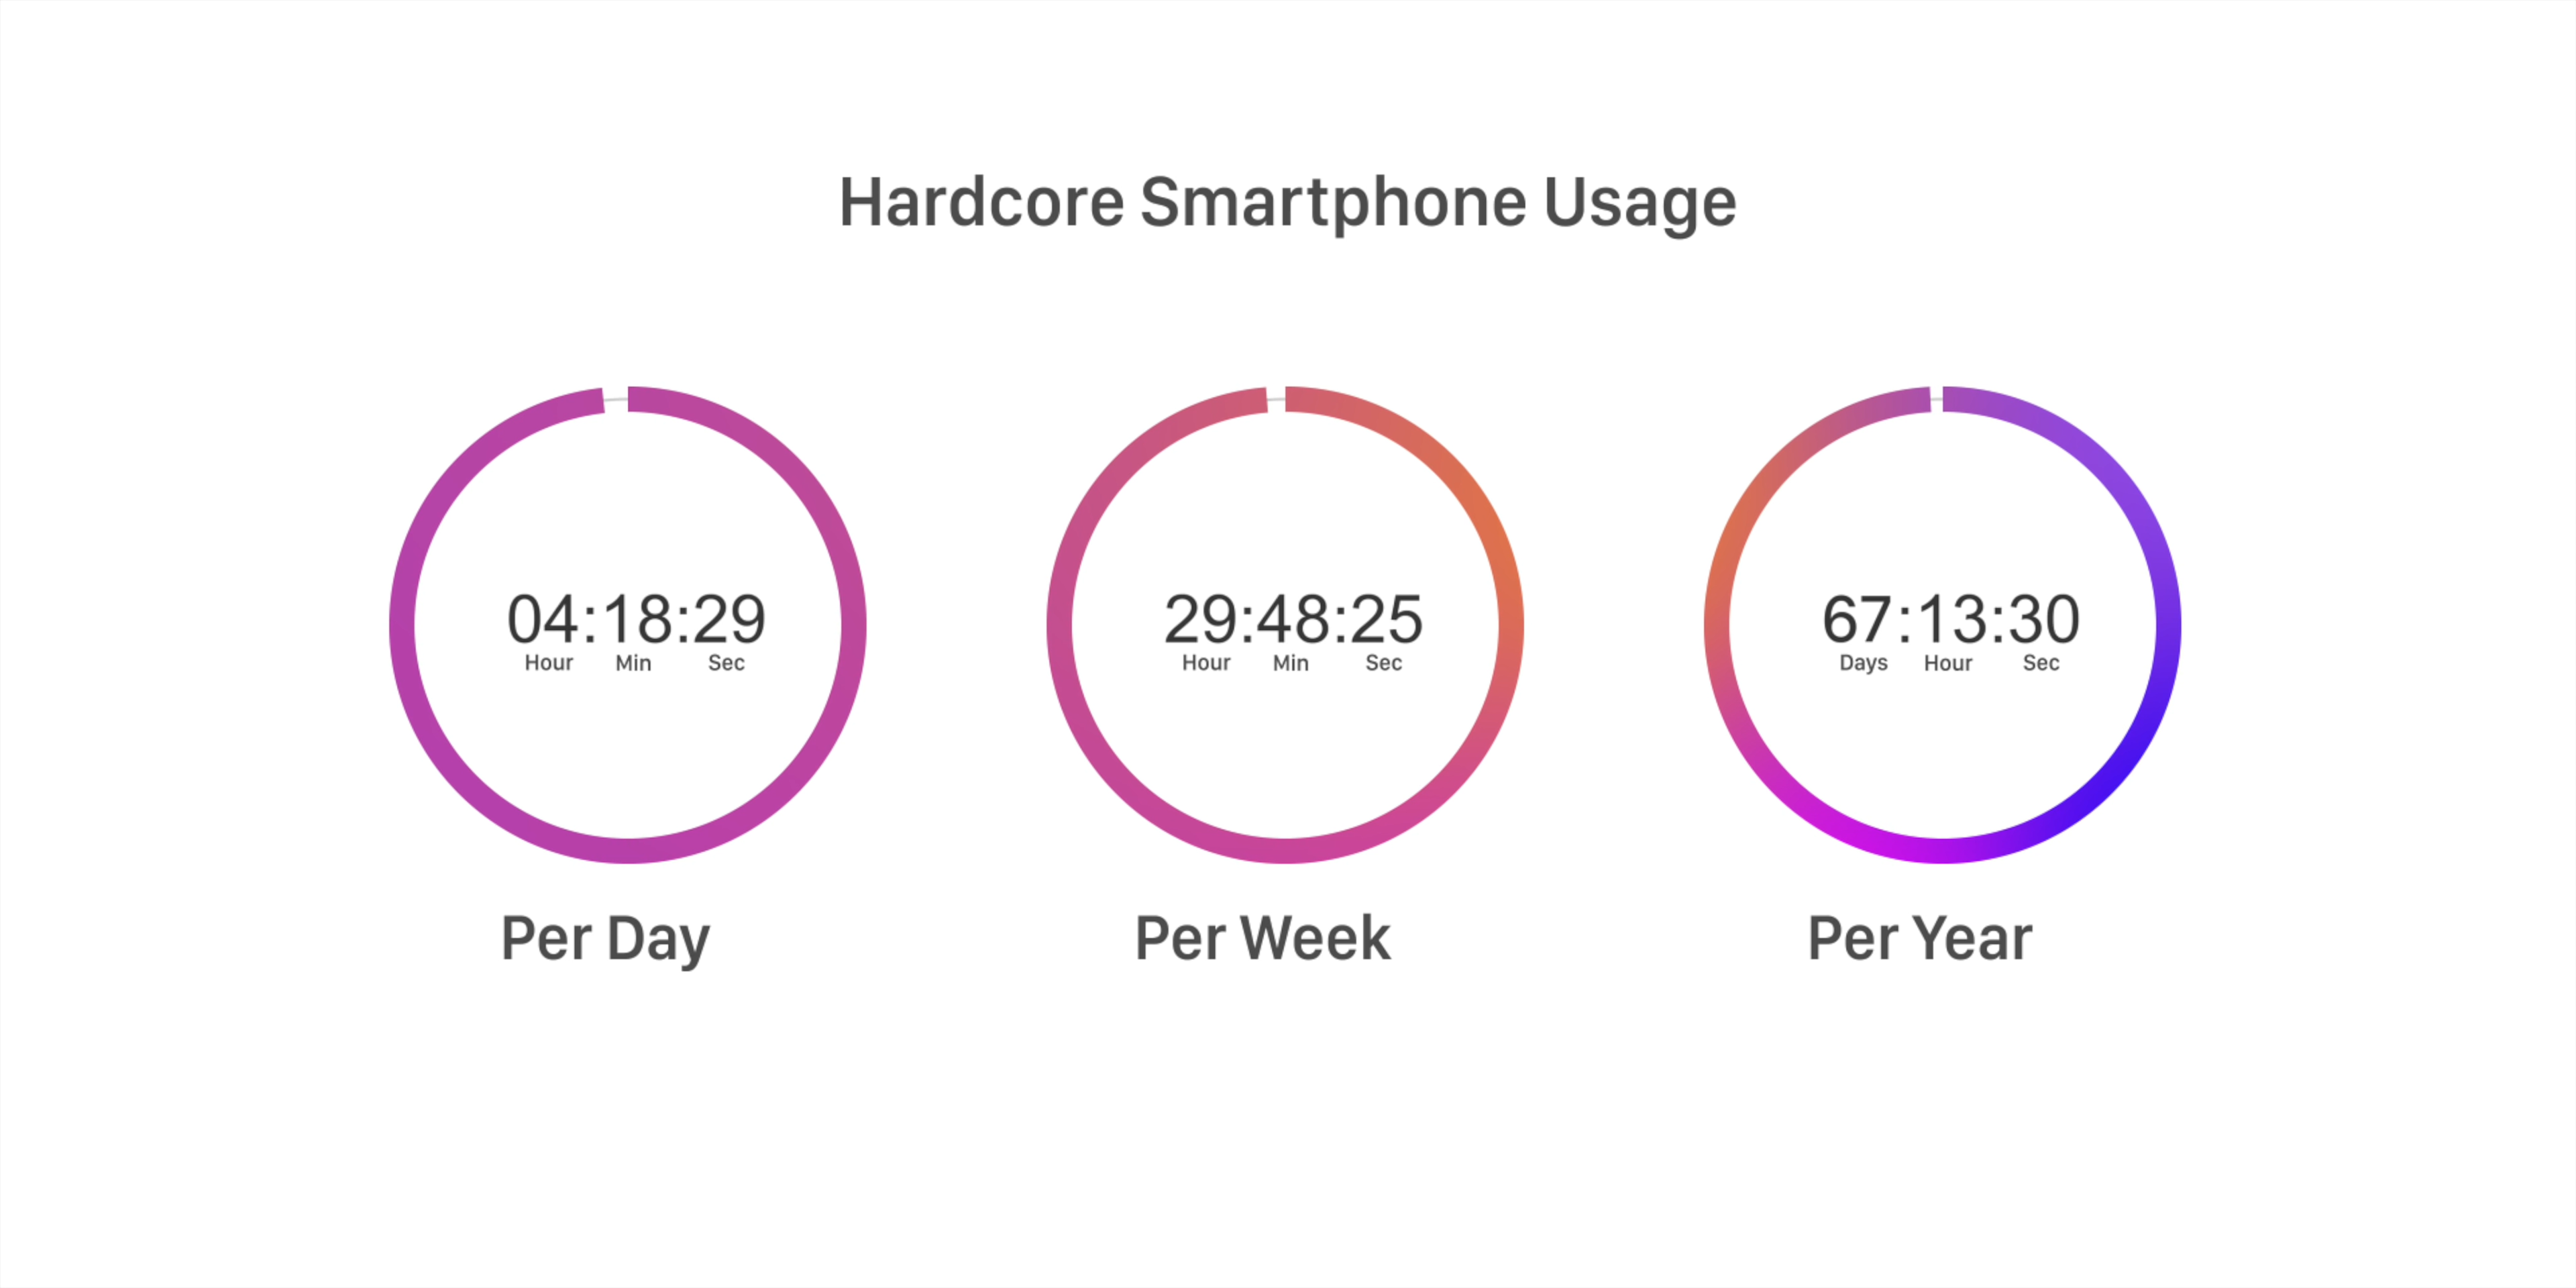 Hardcore Smartphone Usage
04:18:29
Hour Min Sec
Per Day
29:48:25
Hour Min Sec
Per Week
67:13:30
Days Hour Sec
Per Year